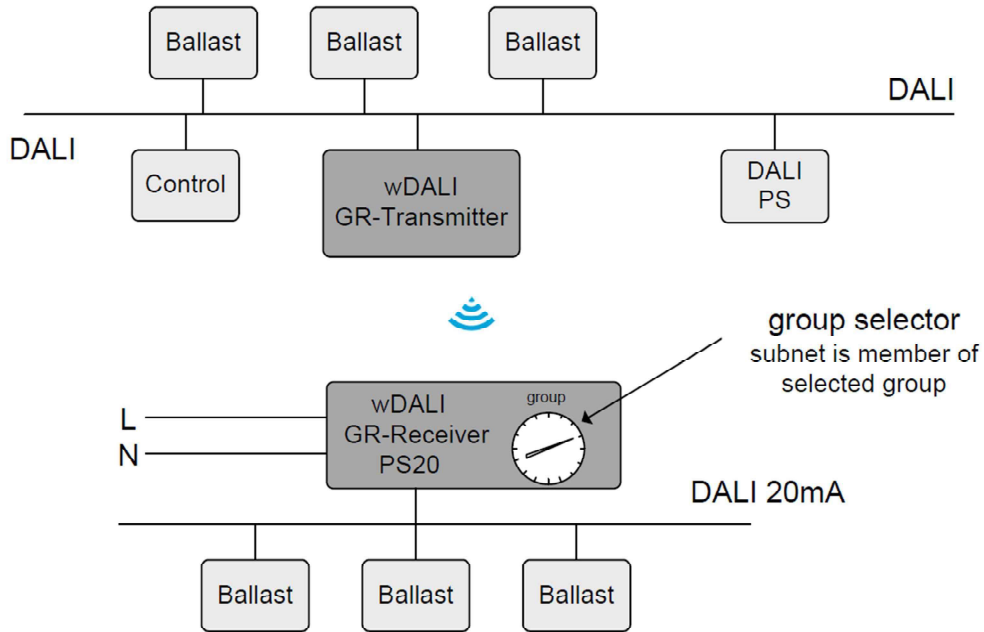 Ballast
Ballast
Ballast
DALI
DALI
Control
wDALI
GR-Transmitter
DALI
PS
group selector
subnet is member of
selected group
L
N
wDALI
GR-Receiver
PS20
group
DALI 20mA
Ballast
Ballast
Ballast